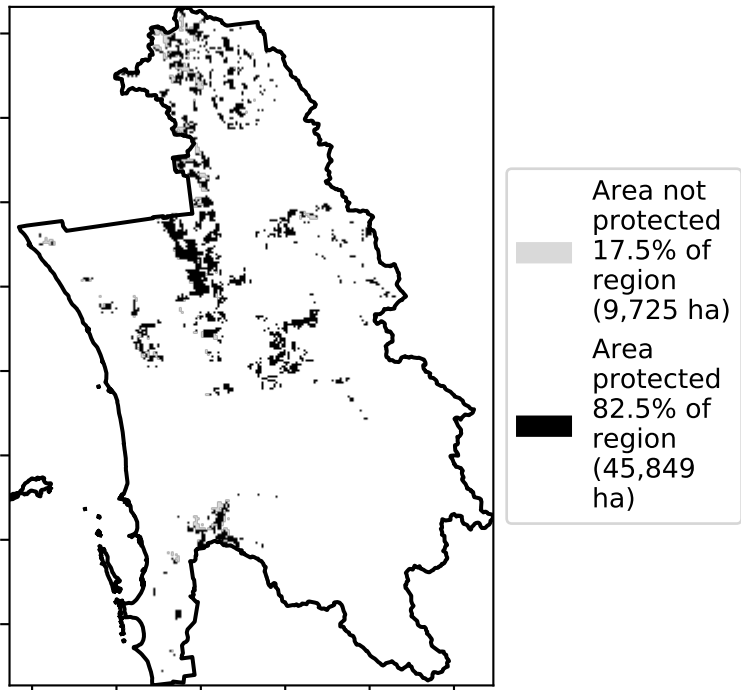 Area not
protected
17.5% of
region
(9,725 ha)
Area
protected
82.5% of
region
(45,849
ha)